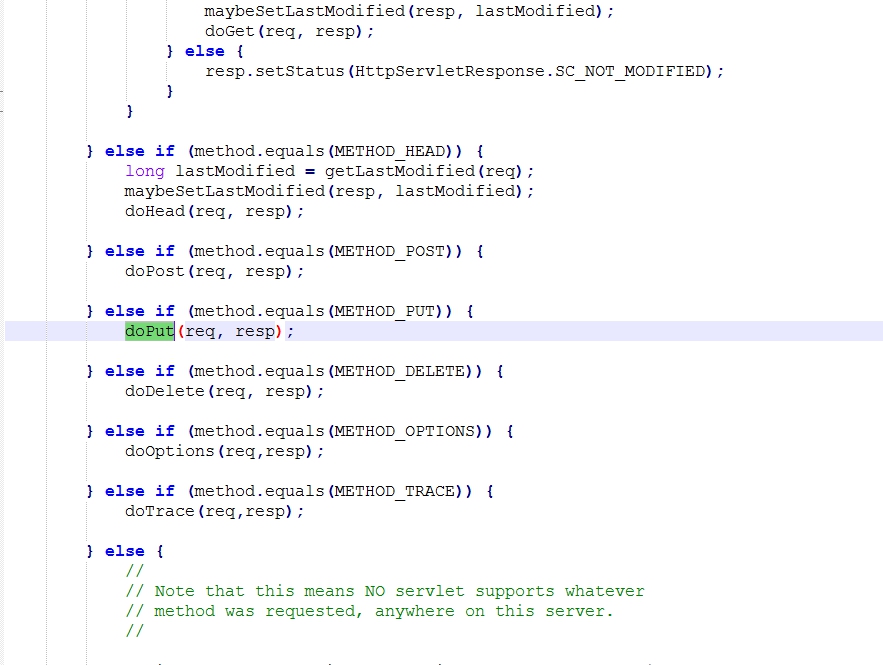 maybeSetLastModified(resp, lastModified);
doGet(req, resp);
} else {
resp.setStatus(HttpServletResponse.SC_NOT_MODIFIED);
}
}
} else if (method.equals(METHOD_HEAD)) {
long lastModified = getLastModified(req);
maybeSetLastModified(resp, lastModified);
doHead(req, resp);
} else if (method.equals(METHOD_POST)) {
doPost(req, resp);
} else if (method.equals(METHOD_PUT)) {
doPut(req, resp);
} else if (method.equals(METHOD_DELETE)) {
doDelete(req, resp);
} else if (method.equals(METHOD_OPTIONS)) {
doOptions(req,resp);
} else if (method.equals(METHOD_TRACE)) {
doTrace(req,resp);
} else {
//
// Note that this means NO servlet supports whatever
// method was requested, anywhere on this server.
//